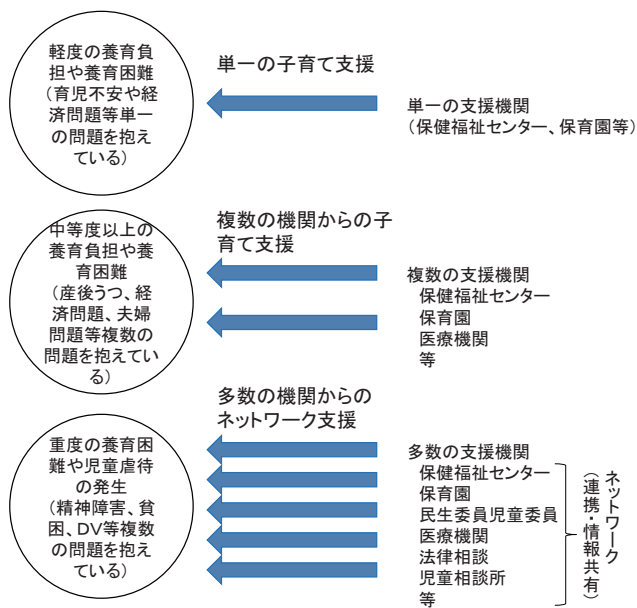 軽度の養育負
担や養育困難
（育児不安や経
済問題等単一
の問題を抱え
ている）
単一の子育て支援
単一の支援機関
（保健福祉センター、保育園等）
中等度以上の
養育負担や養
育困難
（産後うつ、経
済問題、夫婦
問題等複数の
問題を抱えてい
る）
複数の機関からの子
育て支援
複数の支援機関
保健福祉センター
保育園
医療機関
等
重度の養育困
難や児童虐待
の発生
（精神障害、貧
困、DV等複数
の問題を抱え
ている）
多数の機関からの
ネットワーク支援
多数の支援機関
保健福祉センター
保育園
民生委員児童委員
医療機関
法律相談
児童相談所
等
ネットワーク
（連携・情報共有）